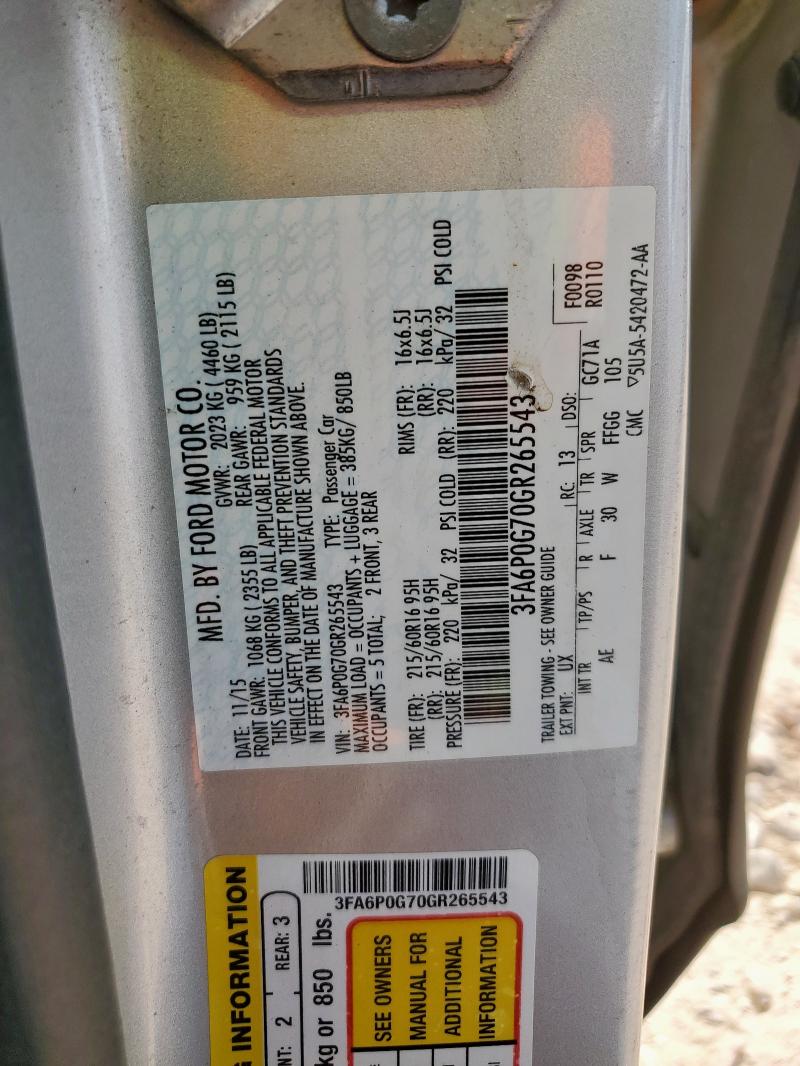 MFD. BY FORD MOTOR CO.
DATE: 11/15 GVWR: 2023 KG ( 4460 LB)
FRONT GAWR: 1068 KG ( 2355 LB) REAR GAWR: 959 KG ( 2115 LB)
THIS VEHICLE CONFORMS TO ALL APPLICABLE FEDERAL MOTOR
VEHICLE SAFETY, BUMPER, AND THEFT PREVENTION STANDARDS
IN EFFECT ON THE DATE OF MANUFACTURE SHOWN ABOVE.
VIN: 3FA6P0G70GR265543 TYPE: Passenger Car
MAXIMUM LOAD = OCCUPANTS + LUGGAGE = 385KG/ 850LB
OCCUPANTS = 5 TOTAL; 2 FRONT, 3 REAR
TIRE (FR): 215/60R16 95H RIMS (FR): 16x6.5J
(RR): 215/60R16 95H (RR): 16x6.5J
PRESSURE (FR): 220 kPa/ 32 PSI COLD (RR): 220 kPa/ 32 PSI COLD
3FA6P0G70GR265543
TRAILER TOWING - SEE OWNER GUIDE
EXT PNT: UX RC: 13 DSO: F0098
R0110
INT TR TP/PS R AXLE TR SPR GC71A
AE F 30 W FFGG 105
CMC ▽5U5A-5420472-AA
INFORMATION
2 REAR: 3
kg or 850 lbs.
3FA6P0G70GR265543
SEE OWNERS
MANUAL FOR
ADDITIONAL
INFORMATION